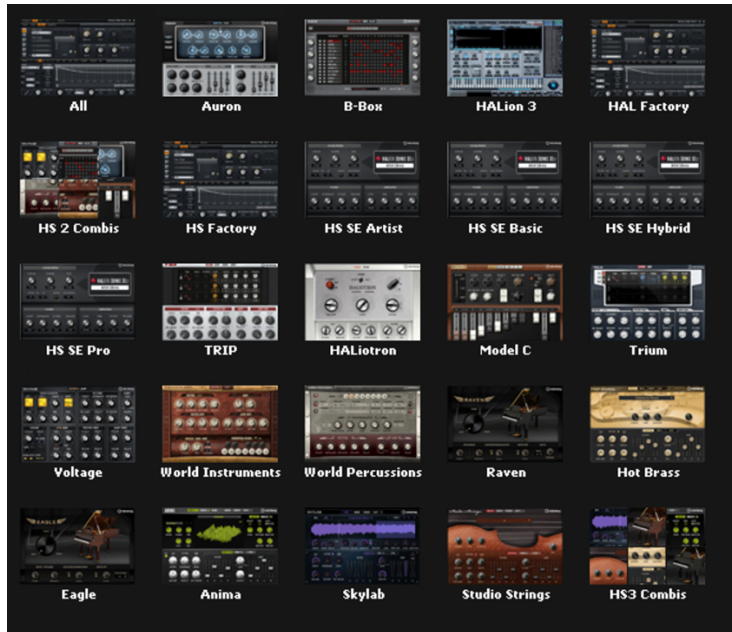 All
Auron
B-Box
HALion 3
HAL Factory
HS 2 Combis
HS Factory
HS SE Artist
HS SE Basic
HS SE Hybrid
HS SE Pro
TRIP
HALiotron
Model C
Trium
Voltage
World Instruments
World Percussions
Raven
Hot Brass
Eagle
Anima
Skylab
Studio Strings
HS3 Combis